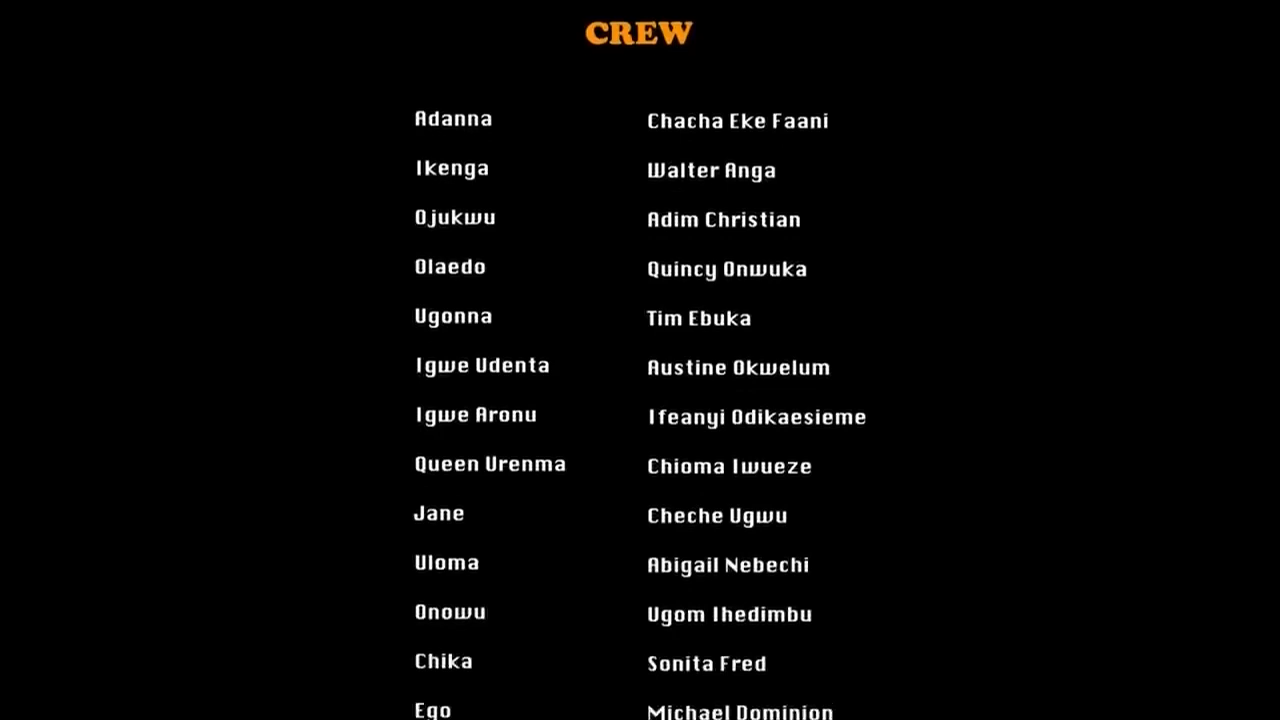 CREW
Adanna Chacha Eke Faani
Ikenga Walter Anga
Ojukwu Adim Christian
Olaedo Quincy Onwuka
Ugonna Tim Ebuka
Igwe Udenta Austine Okwelum
Igwe Aronu Ifeanyi Odikaesieme
Queen Urenma Chioma Iwueze
Jane Cheche Ugwu
Uloma Abigail Nebechi
Onowu Ugom Ihedimbu
Chika Sonita Fred
Ego Michael Dominion